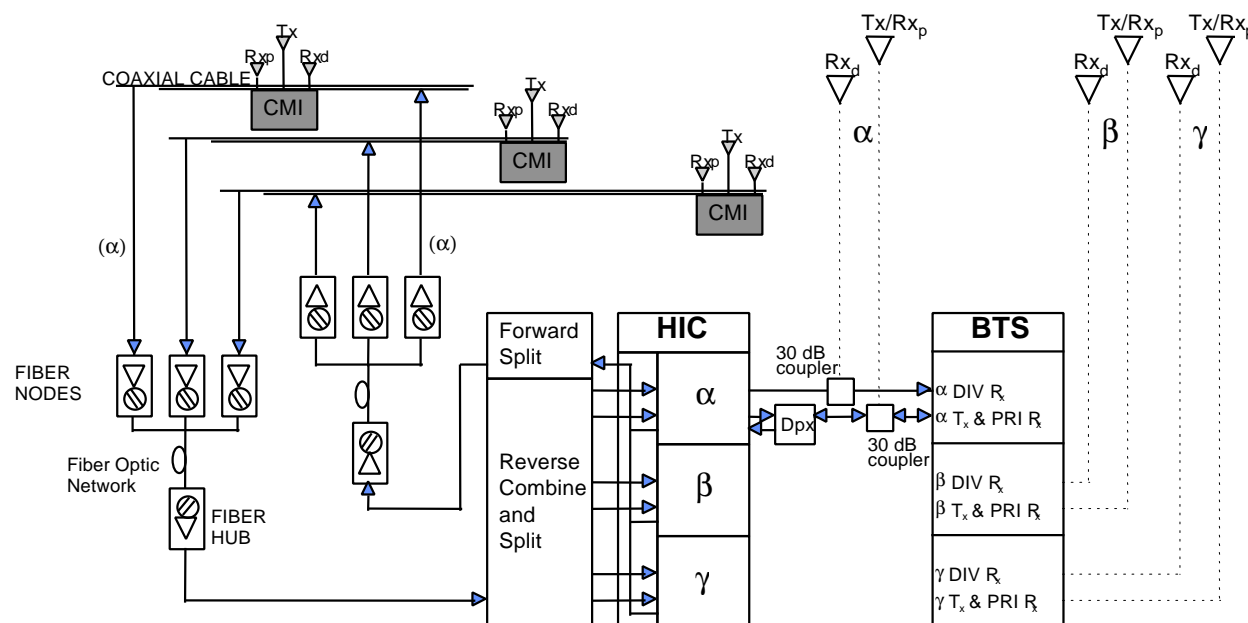 Tx
Rxp Rxd
COAXIAL CABLE
CMI
Tx
Rxp Rxd
CMI
Tx
Rxp Rxd
CMI
Tx/Rxp
Rxd
α
Tx/Rxp
Rxd
β
Tx/Rxp
Rxd
γ
(α)
(α)
FIBER
NODES
Fiber Optic
Network
FIBER
HUB
Forward
Split
Reverse
Combine
and
Split
HIC
α
β
γ
30 dB
coupler
Dpx
30 dB
coupler
BTS
α DIV Rx
α Tx & PRI Rx
β DIV Rx
β Tx & PRI Rx
γ DIV Rx
γ Tx & PRI Rx